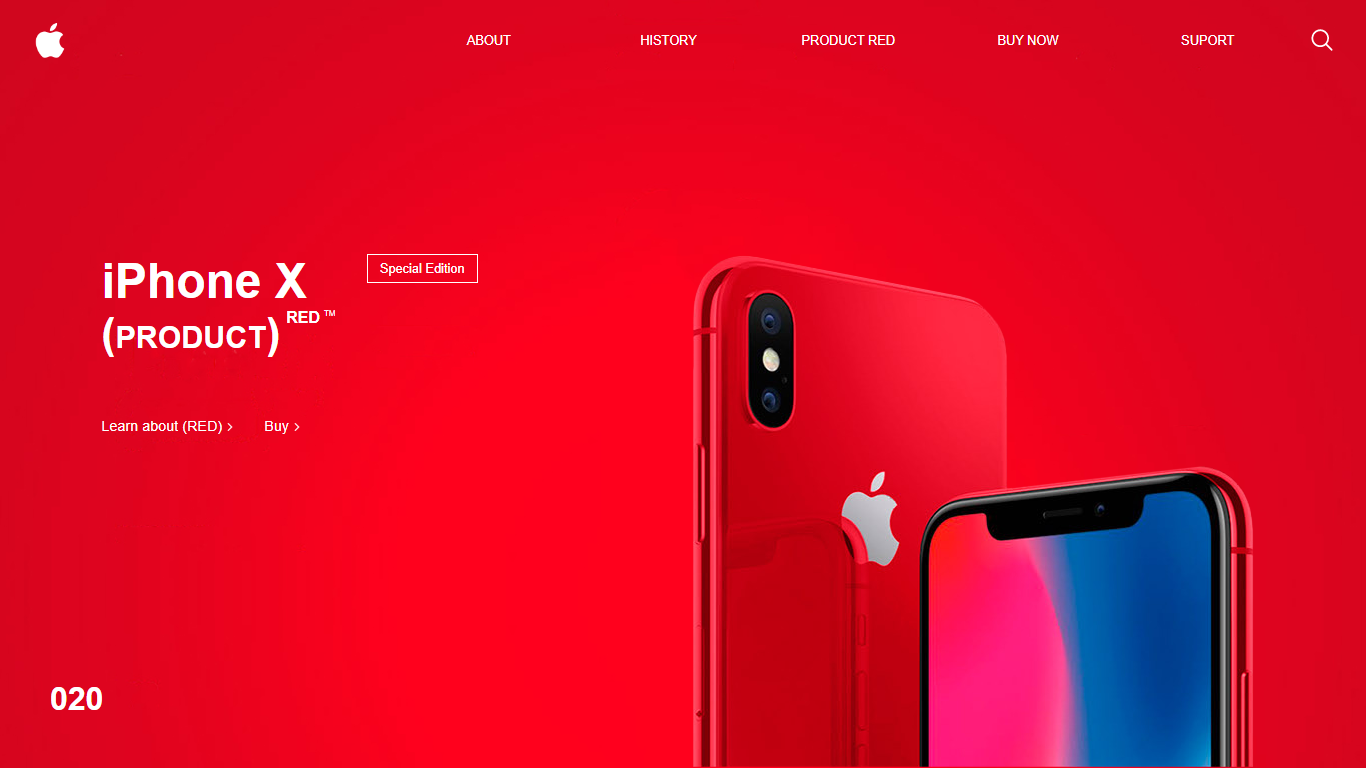 ABOUT HISTORY PRODUCT RED BUY NOW SUPORT
iPhone X
Special Edition
(PRODUCT) RED ™
Learn about (RED) > Buy >
020